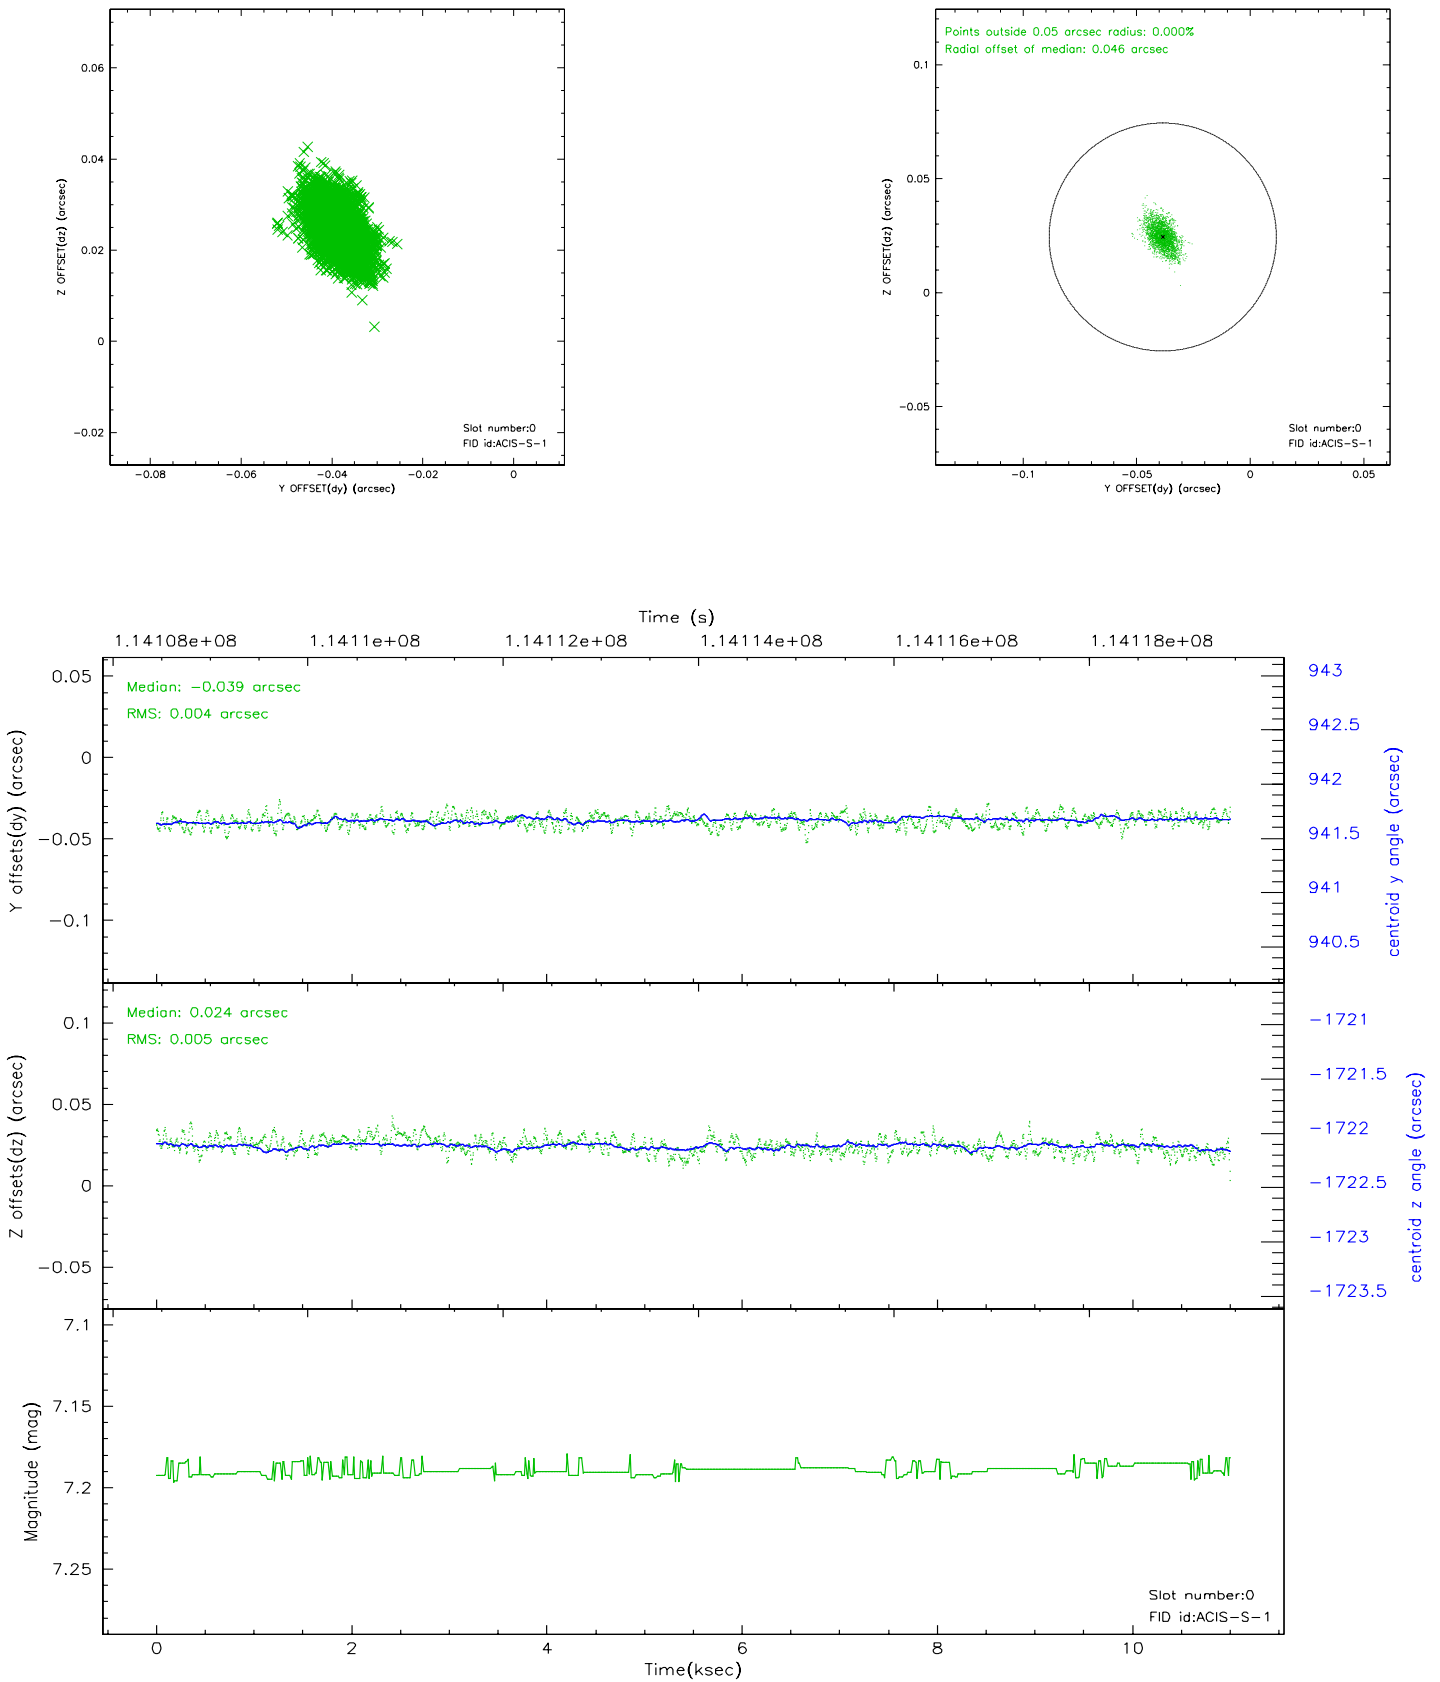 0.06
0.04
0.02
0
−0.02
Z OFFSET(dz) (arcsec)
Slot number:0
FID id:ACIS−S−1
−0.08 −0.06 −0.04 −0.02 0
Y OFFSET(dy) (arcsec)
Points outside 0.05 arcsec radius: 0.000%
Radial offset of median: 0.046 arcsec
0.1
0.05
0
−0.05
Z OFFSET(dz) (arcsec)
Slot number:0
FID id:ACIS−S−1
−0.1 −0.05 0 0.05
Y OFFSET(dy) (arcsec)
Time (s)
1.14108e+08 1.1411e+08 1.14112e+08 1.14114e+08 1.14116e+08 1.14118e+08
Median: −0.039 arcsec
RMS: 0.004 arcsec
0.05
0
−0.05
−0.1
Y offsets(dy) (arcsec)
943
942.5
942
941.5
941
940.5
centroid y angle (arcsec)
Median: 0.024 arcsec
RMS: 0.005 arcsec
0.1
0.05
0
−0.05
Z offsets(dz) (arcsec)
−1721
−1721.5
−1722
−1722.5
−1723
−1723.5
centroid z angle (arcsec)
7.1
7.15
7.2
7.25
Magnitude (mag)
Slot number:0
FID id:ACIS−S−1
0 2 4 6 8 10
Time(ksec)